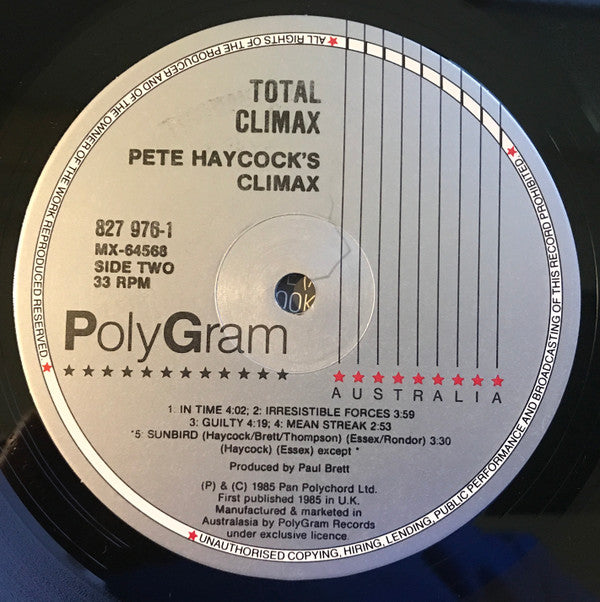 TOTAL
CLIMAX
PETE HAYCOCK'S
CLIMAX
827 976-1
MX-64568
SIDE TWO
33 RPM
PolyGram
AUSTRALIA
1: IN TIME 4:02; 2: IRRESISTIBLE FORCES 3:59
3: GUILTY 4:19; 4: MEAN STREAK 2:53
*5: SUNBIRD (Haycock/Brett/Thompson) (Essex/Rondor) 3:30
(Haycock) (Essex) except *
Produced by Paul Brett
(P) & (C) 1985 Pan Polychord Ltd.
First published 1985 in U.K.
Manufactured & marketed in
Australasia by PolyGram Records
under exclusive licence.
ALL RIGHTS OF THE PRODUCER AND OF THE OWNER OF THE WORK REPRODUCED RESERVED.
UNAUTHORISED COPYING, HIRING, LENDING, PUBLIC PERFORMANCE AND BROADCASTING OF THIS RECORD PROHIBITED.